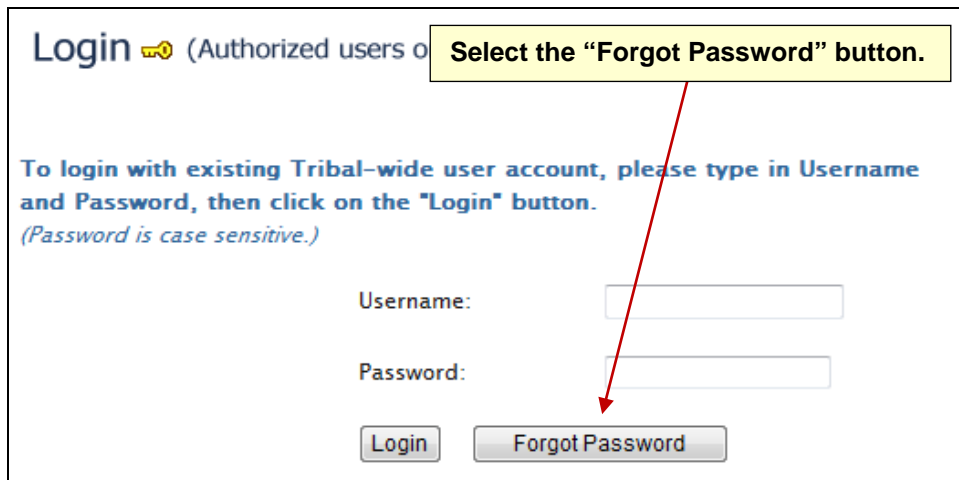 Login (Authorized users o
Select the “Forgot Password” button.
To login with existing Tribal-wide user account, please type in Username
and Password, then click on the "Login" button.
(Password is case sensitive.)
Username:
Password:
Login Forgot Password